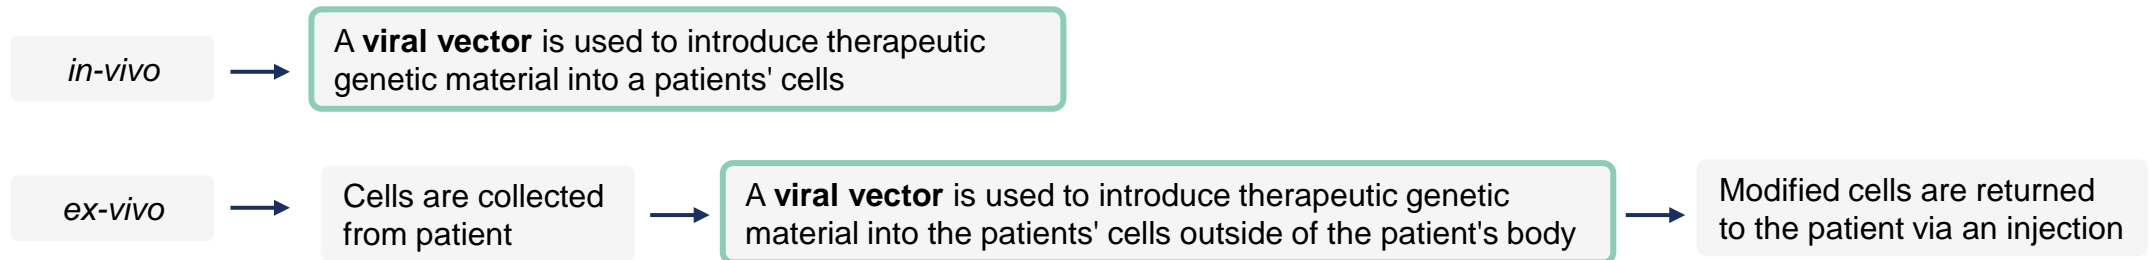 in-vivo
A viral vector is used to introduce therapeutic
genetic material into a patients' cells
ex-vivo
Cells are collected
from patient
A viral vector is used to introduce therapeutic genetic
material into the patients' cells outside of the patient's body
Modified cells are returned
to the patient via an injection